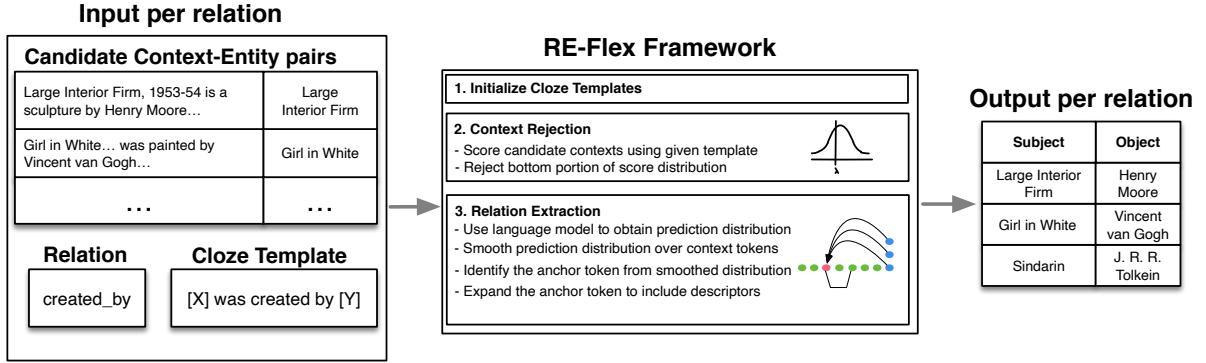 Input per relation
Candidate Context-Entity pairs
Large Interior Firm, 1953-54 is a
sculpture by Henry Moore…
Large
Interior Firm
Girl in White… was painted by
Vincent van Gogh…
Girl in White
...
...
Relation
created_by
Cloze Template
[X] was created by [Y]
RE-Flex Framework
1. Initialize Cloze Templates
2. Context Rejection
- Score candidate contexts using given template
- Reject bottom portion of score distribution
λ
3. Relation Extraction
- Use language model to obtain prediction distribution
- Smooth prediction distribution over context tokens
- Identify the anchor token from smoothed distribution
- Expand the anchor token to include descriptors
Output per relation
Subject
Object
Large Interior
Firm
Henry
Moore
Girl in White
Vincent
van Gogh
Sindarin
J. R. R.
Tolkein